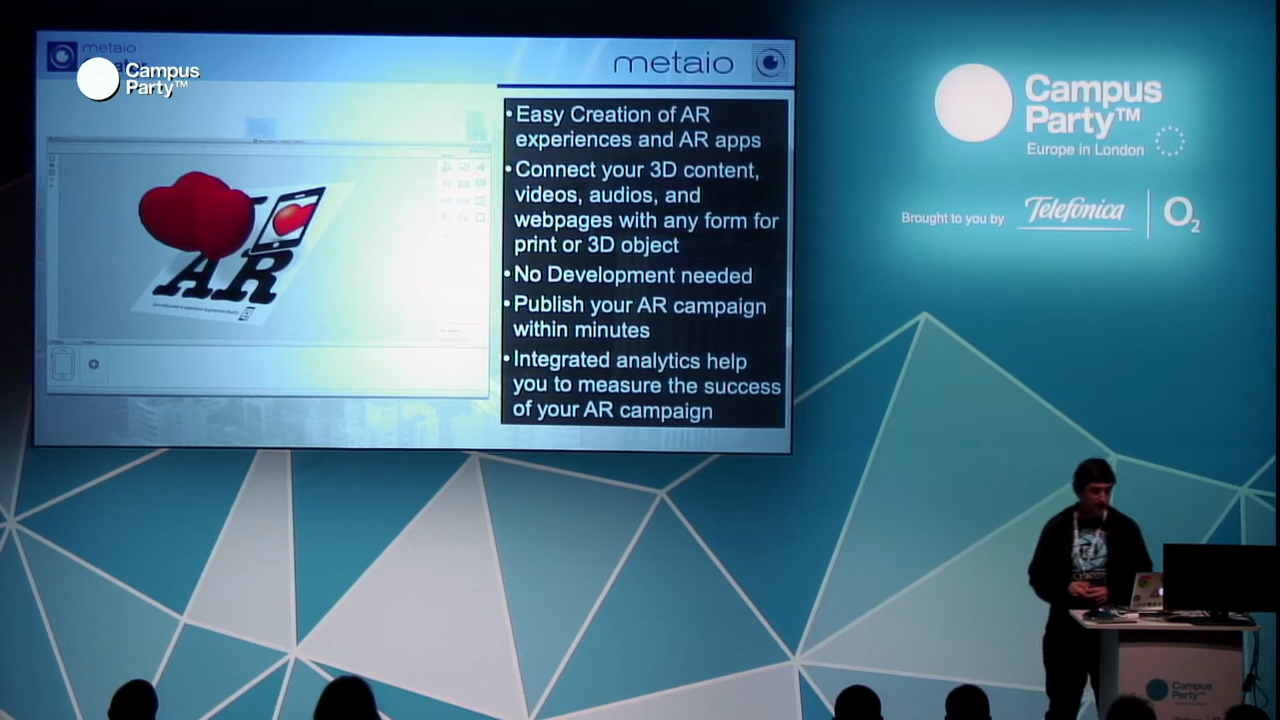 metaio
Campus
Party™
metaio
• Easy Creation of AR
experiences and AR apps
• Connect your 3D content,
videos, audios, and
webpages with any form for
print or 3D object
• No Development needed
• Publish your AR campaign
within minutes
• Integrated analytics help
you to measure the success
of your AR campaign
AR
Campus
Party™
Europe in London
Brought to you by
Telefónica
O2
Campus
Party™